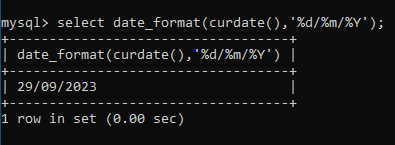 mysql> select date_format(curdate(),'%d/%m/%Y');
+-----------------------------------+
| date_format(curdate(),'%d/%m/%Y') |
+-----------------------------------+
| 29/09/2023                        |
+-----------------------------------+
1 row in set (0.00 sec)